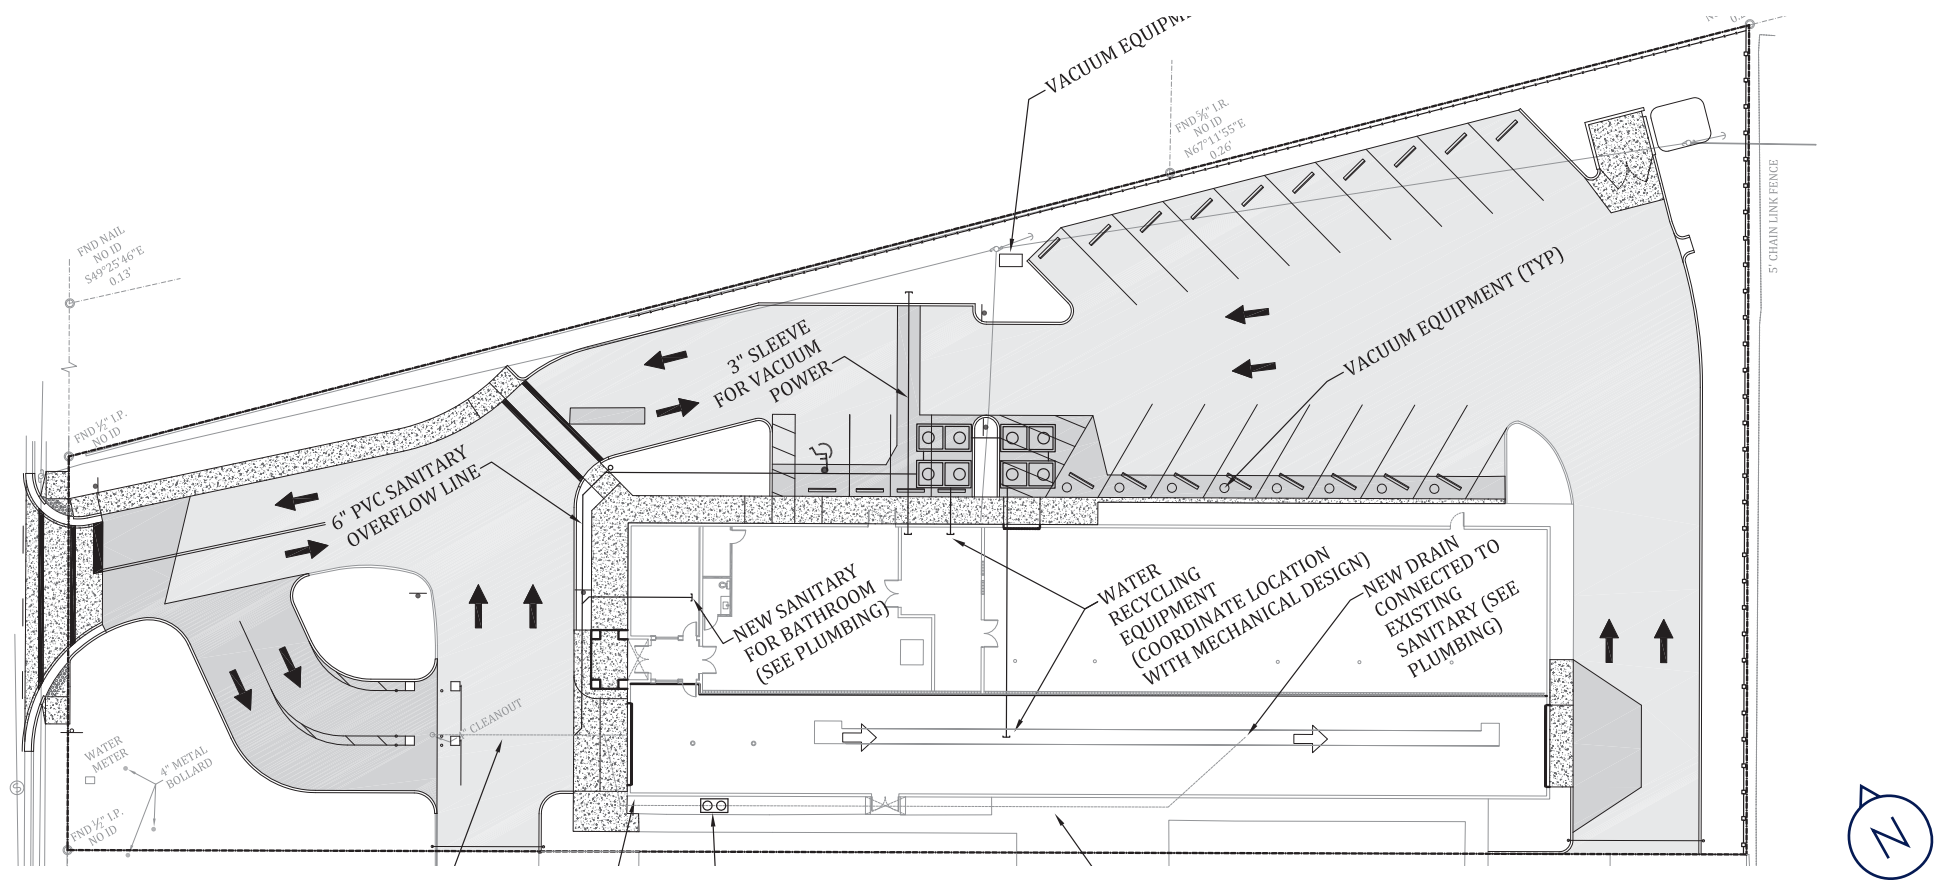 VACUUM EQUIPM
FND ⅝" I.R.
NO ID
N67°11'55"E
0.26'
5' CHAIN LINK FENCE
FND NAIL
NO ID
S49°25'46"E
0.13'
VACUUM EQUIPMENT (TYP)
3" SLEEVE
FOR VACUUM
POWER
FND ½" I.P.
NO ID
6" PVC SANITARY
OVERFLOW LINE
NEW SANITARY
FOR BATHROOM
(SEE PLUMBING)
WATER
RECYCLING
EQUIPMENT
(COORDINATE LOCATION
WITH MECHANICAL DESIGN)
NEW DRAIN
CONNECTED TO
EXISTING
SANITARY (SEE
PLUMBING)
CLEANOUT
WATER
METER
4" METAL
BOLLARD
S
FND ½" I.P.
NO ID
N